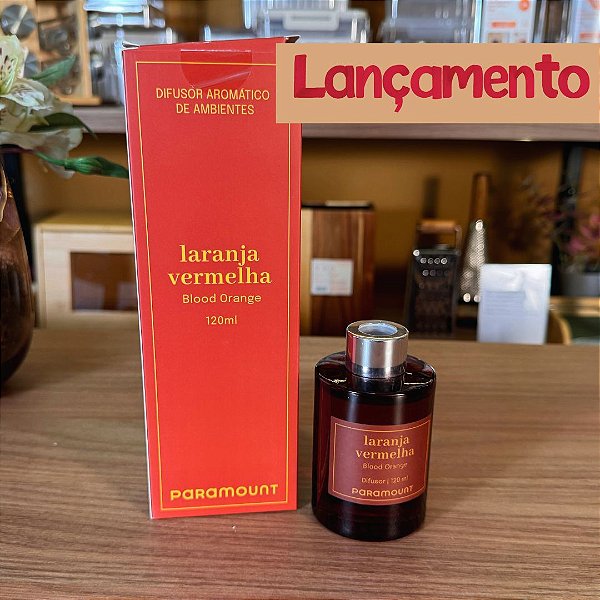 Lançamento
DIFUSOR AROMÁTICO
DE AMBIENTES
laranja
vermelha
Blood Orange
120ml
PARAMOUNT
laranja
vermelha
Blood Orange
Difusor | 120 ml
PARAMOUNT